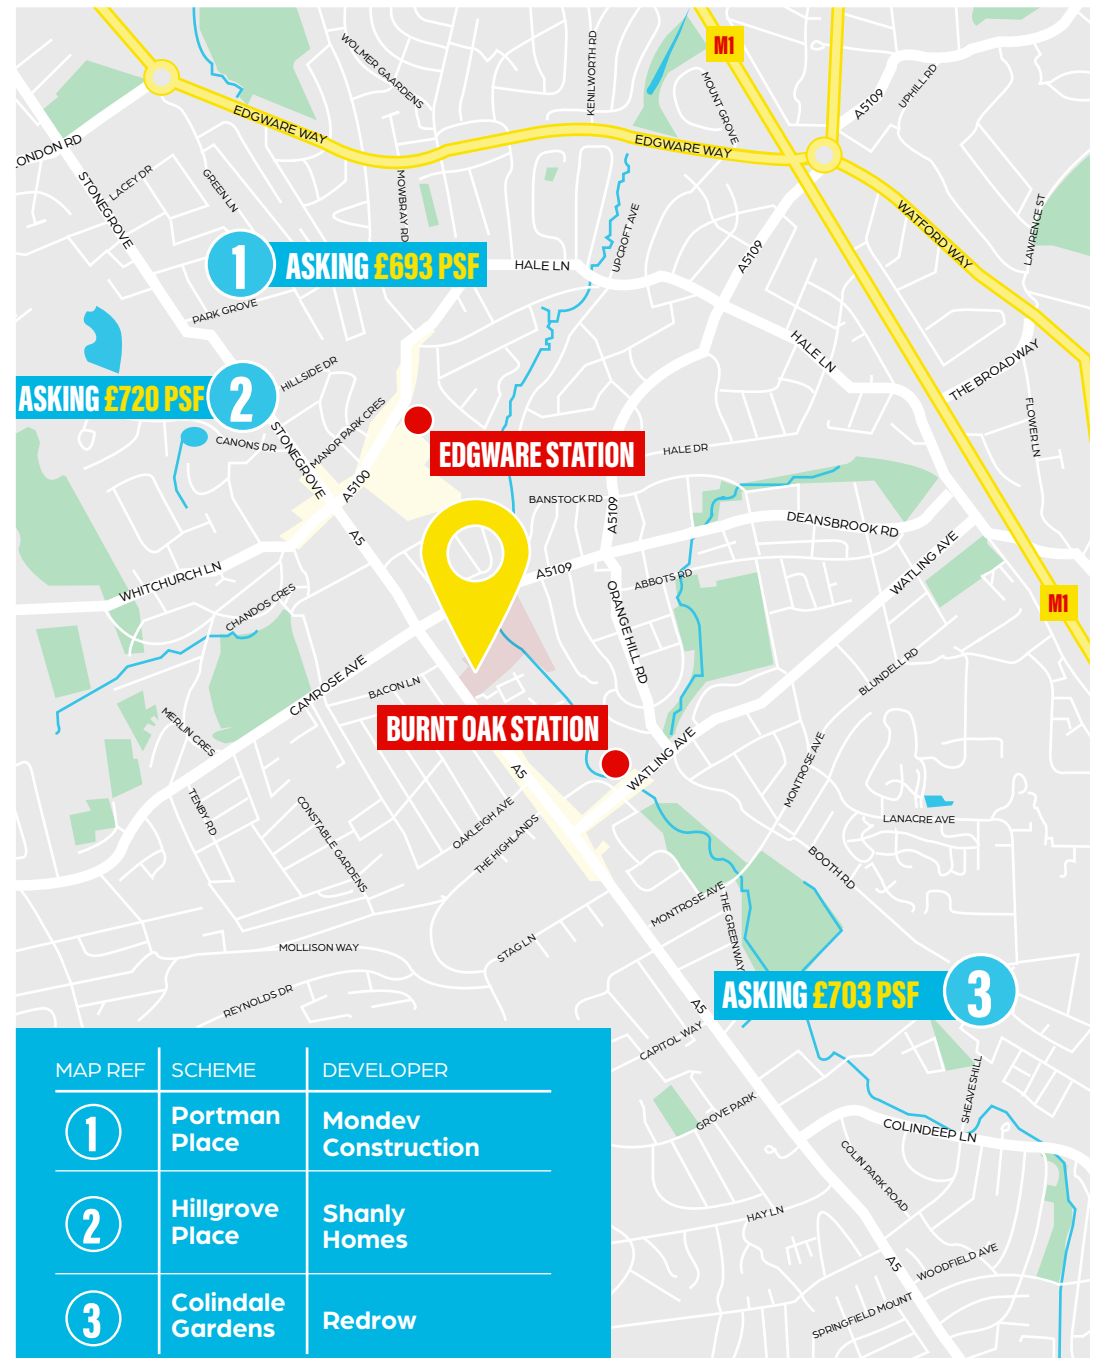 M1
WOLMER GAARDENS
KENILWORTH RD
MOUNT GROVE
A5109
UPHILL RD
EDGWARE WAY
EDGWARE WAY
ONDON RD
STONEGROVE
LACEY DR
GREEN LN
MOWBRAY RD
UPCROFT AVE
A5109
WATFORD WAY
LAWRENCE ST
1
ASKING £693 PSF
HALE LN
PARK GROVE
HALE LN
THE BROADWAY
HILLSIDE DR
ASKING £720 PSF
2
MANOR PARK CRES
FLOWER LN
CANONS DR
STONEGROVE
EDGWARE STATION
HALE DR
A5100
BANSTOCK RD
A5109
DEANSBROOK RD
A5
WATLING AVE
A5109
ABBOTS RD
WHITCHURCH LN
CHANDOS CRES
ORANGE HILL RD
M1
CAMROSE AVE
BACON LN
BLUNDELL RD
MERLIN CRES
BURNT OAK STATION
WATLING AVE
A5
MONTROSE AVE
TENBY RD
CONSTABLE GARDENS
OAKLEIGH AVE
THE HIGHLANDS
LANACRE AVE
BOOTH RD
MONTROSE AVE
THE GREENWAY
MOLLISON WAY
STAG LN
REYNOLDS DR
ASKING £703 PSF
3
A5
CAPITOL WAY
SHEAVESHILL
GROVE PARK
COLINDEEP LN
COLIN PARK ROAD
HAY LN
A5
WOODFIELD AVE
SPRINGFIELD MOUNT
MAP REF SCHEME DEVELOPER
1 Portman Place Mondev Construction
2 Hillgrove Place Shanly Homes
3 Colindale Gardens Redrow